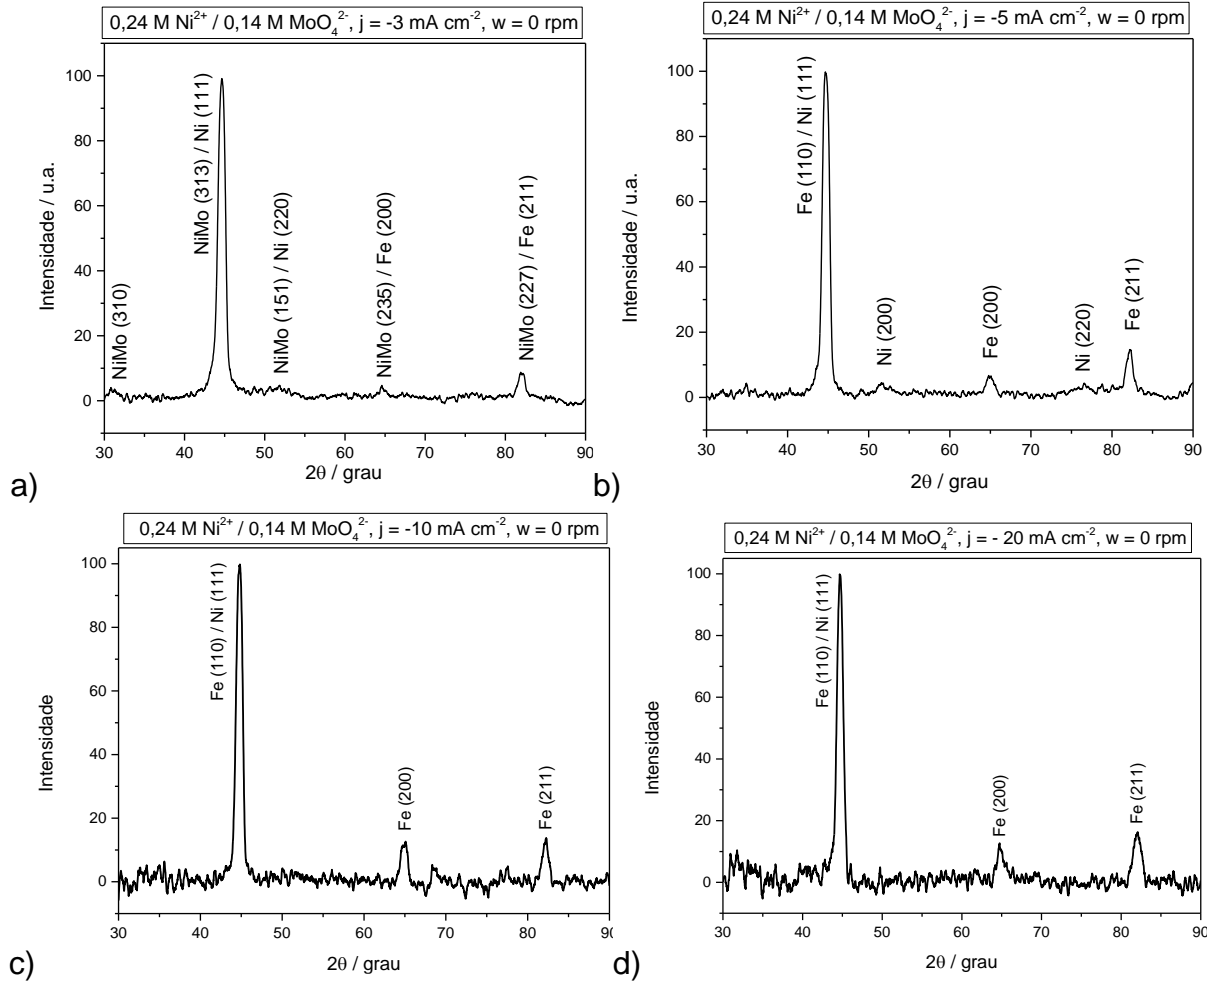 0,24 M Ni²⁺ / 0,14 M MoO₄²⁻, j = -3 mA cm⁻², w = 0 rpm
Intensidade / u.a.
100
80
60
40
20
0
NiMo (310)
NiMo (313) / Ni (111)
NiMo (151) / Ni (220)
NiMo (235) / Fe (200)
NiMo (227) / Fe (211)
30 40 50 60 70 80 90
2θ / grau
a)
0,24 M Ni²⁺ / 0,14 M MoO₄²⁻, j = -5 mA cm⁻², w = 0 rpm
Intensidade / u.a.
100
80
60
40
20
0
Fe (110) / Ni (111)
Ni (200)
Fe (200)
Ni (220)
Fe (211)
30 40 50 60 70 80 90
2θ / grau
b)
0,24 M Ni²⁺ / 0,14 M MoO₄²⁻, j = -10 mA cm⁻², w = 0 rpm
Intensidade
100
80
60
40
20
0
Fe (110) / Ni (111)
Fe (200)
Fe (211)
30 40 50 60 70 80 90
2θ / grau
c)
0,24 M Ni²⁺ / 0,14 M MoO₄²⁻, j = - 20 mA cm⁻², w = 0 rpm
Intensidade
100
80
60
40
20
0
Fe (110) / Ni (111)
Fe (200)
Fe (211)
30 40 50 60 70 80 90
2θ / grau
d)